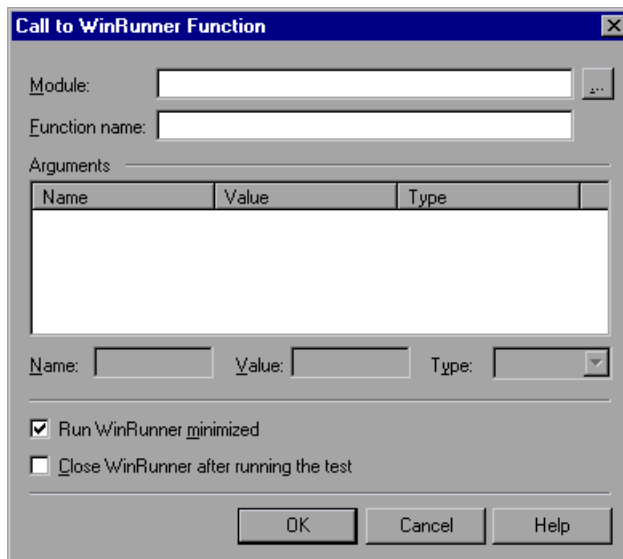 Call to WinRunner Function
Module:
...
Function name:
Arguments
Name Value Type
Name: Value: Type:
Run WinRunner minimized
Close WinRunner after running the test
OK Cancel Help